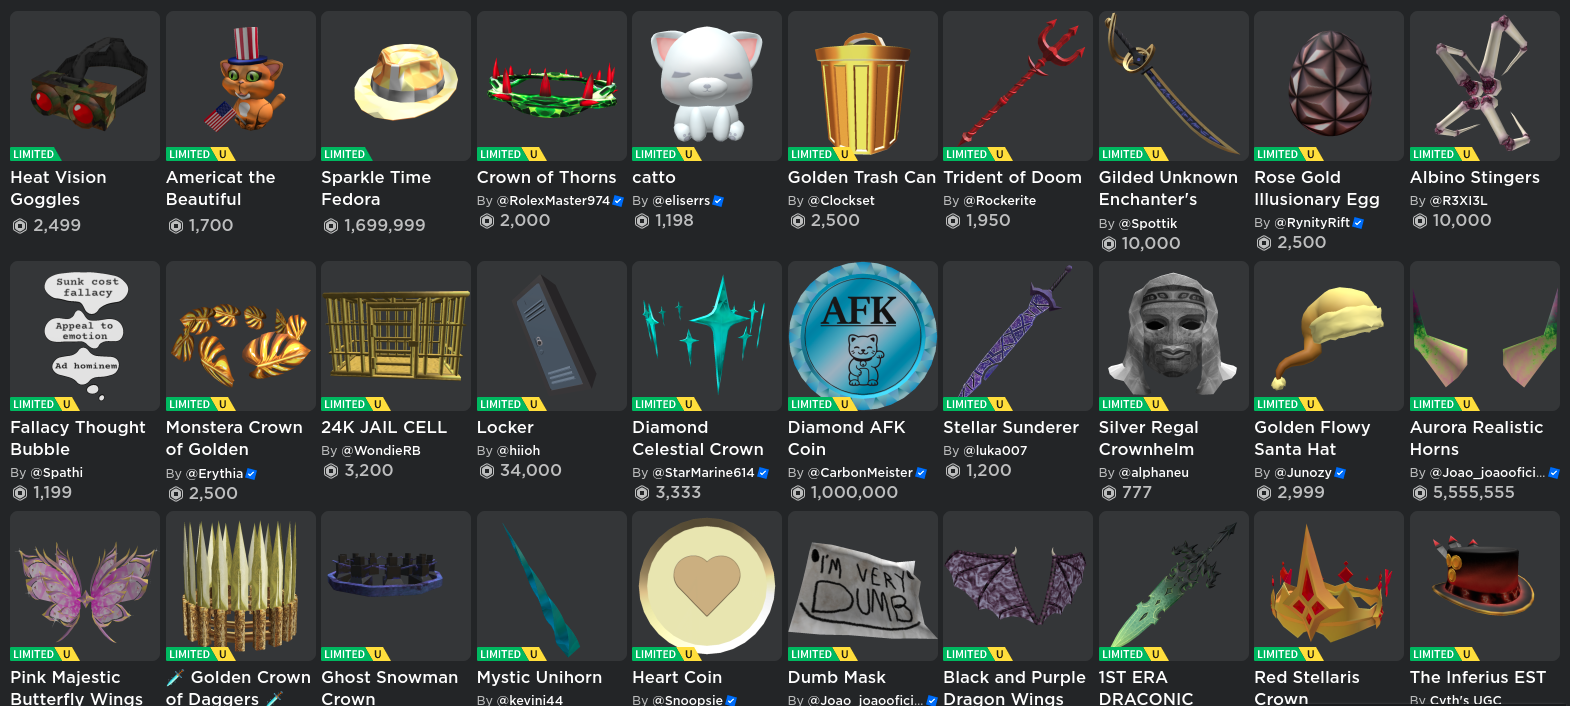 LIMITED
Heat Vision
Goggles
2,499
LIMITED U
Americat the
Beautiful
1,700
LIMITED
Sparkle Time
Fedora
1,699,999
LIMITED U
Crown of Thorns
By @RolexMaster974
2,000
LIMITED U
catto
By @eliserrs
1,198
LIMITED U
Golden Trash Can
By @Clockset
2,500
LIMITED U
Trident of Doom
By @Rockerite
1,950
LIMITED U
Gilded Unknown
Enchanter's
By @Spottik
10,000
LIMITED U
Rose Gold
Illusionary Egg
By @RynityRift
2,500
LIMITED U
Albino Stingers
By @R3XI3L
10,000
Sunk cost
fallacy
Appeal to
emotion
Ad hominem
LIMITED U
Fallacy Thought
Bubble
By @Spathi
1,199
LIMITED U
Monstera Crown
of Golden
By @Erythia
2,500
LIMITED U
24K JAIL CELL
By @WondieRB
3,200
LIMITED U
Locker
By @hiioh
34,000
LIMITED U
Diamond
Celestial Crown
By @StarMarine614
3,333
AFK
LIMITED U
Diamond AFK
Coin
By @CarbonMeister
1,000,000
LIMITED U
Stellar Sunderer
By @luka007
1,200
LIMITED U
Silver Regal
Crownhelm
By @alphaneu
777
LIMITED U
Golden Flowy
Santa Hat
By @Junozy
2,999
LIMITED U
Aurora Realistic
Horns
By @Joao_joaoofici...
5,555,555
LIMITED U
Pink Majestic
Butterfly Wings
LIMITED U
Golden Crown
of Daggers
LIMITED U
Ghost Snowman
Crown
LIMITED U
Mystic Unihorn
By @kevini44
LIMITED U
Heart Coin
By @Snoopsie
I'M VERY
DUMB
LIMITED U
Dumb Mask
By @Joao_joaoofici...
LIMITED U
Black and Purple
Dragon Wings
LIMITED U
1ST ERA
DRACONIC
LIMITED U
Red Stellaris
Crown
LIMITED U
The Inferius EST
By Cyth's UGC